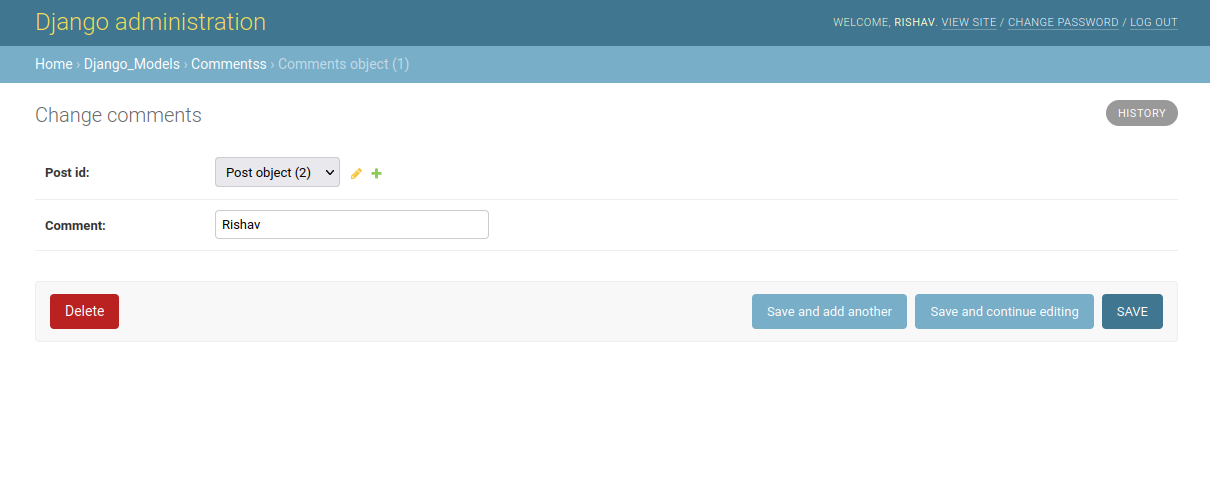 Django administration
WELCOME, RISHAV. VIEW SITE / CHANGE PASSWORD / LOG OUT
Home › Django_Models › Commentss › Comments object (1)
Change comments
HISTORY
Post id: Post object (2)
Comment: Rishav
Delete Save and add another Save and continue editing SAVE